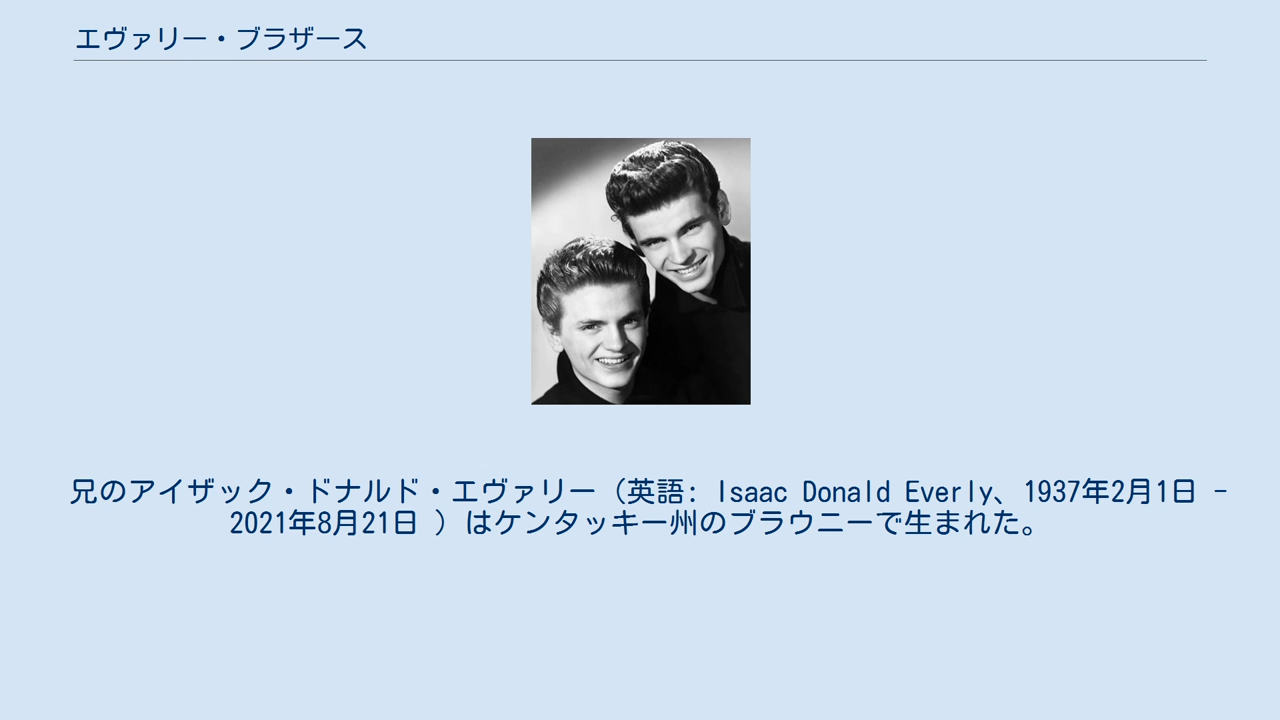 エヴァリー・ブラザース
兄のアイザック・ドナルド・エヴァリー（英語: Isaac Donald Everly、1937年2月1日 -
2021年8月21日 ）はケンタッキー州のブラウニーで生まれた。